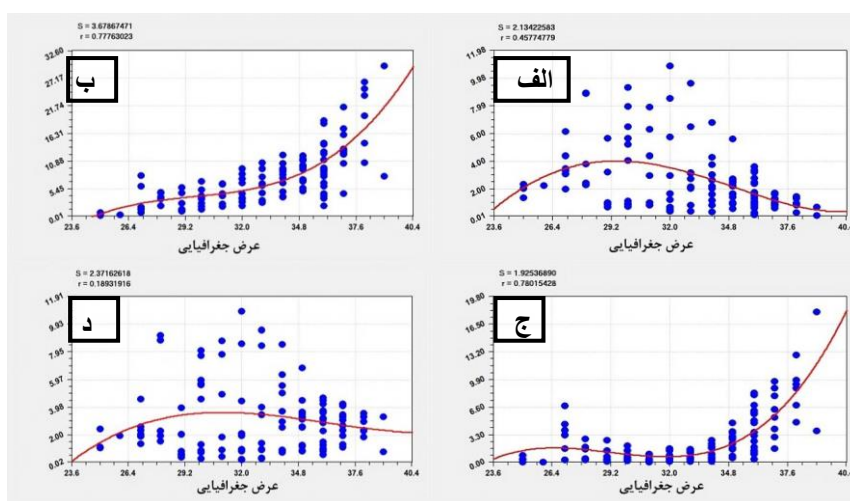 S = 2.13422583
r = 0.45774779
الف
11.98
9.98
7.99
6.00
4.00
2.00
0.01
23.6 26.4 29.2 32.0 34.8 37.6 40.4
عرض جغرافیایی
S = 3.67867471
r = 0.77763023
ب
32.60
27.17
21.74
16.31
10.88
5.45
0.01
23.6 26.4 29.2 32.0 34.8 37.6 40.4
عرض جغرافیایی
S = 1.92536890
r = 0.78015428
ج
19.80
16.50
13.20
9.90
6.60
3.30
0.00
23.6 26.4 29.2 32.0 34.8 37.6 40.4
عرض جغرافیایی
S = 2.37162618
r = 0.18931916
د
11.91
9.93
7.95
5.97
3.98
2.00
0.02
23.6 26.4 29.2 32.0 34.8 37.6 40.4
عرض جغرافیایی